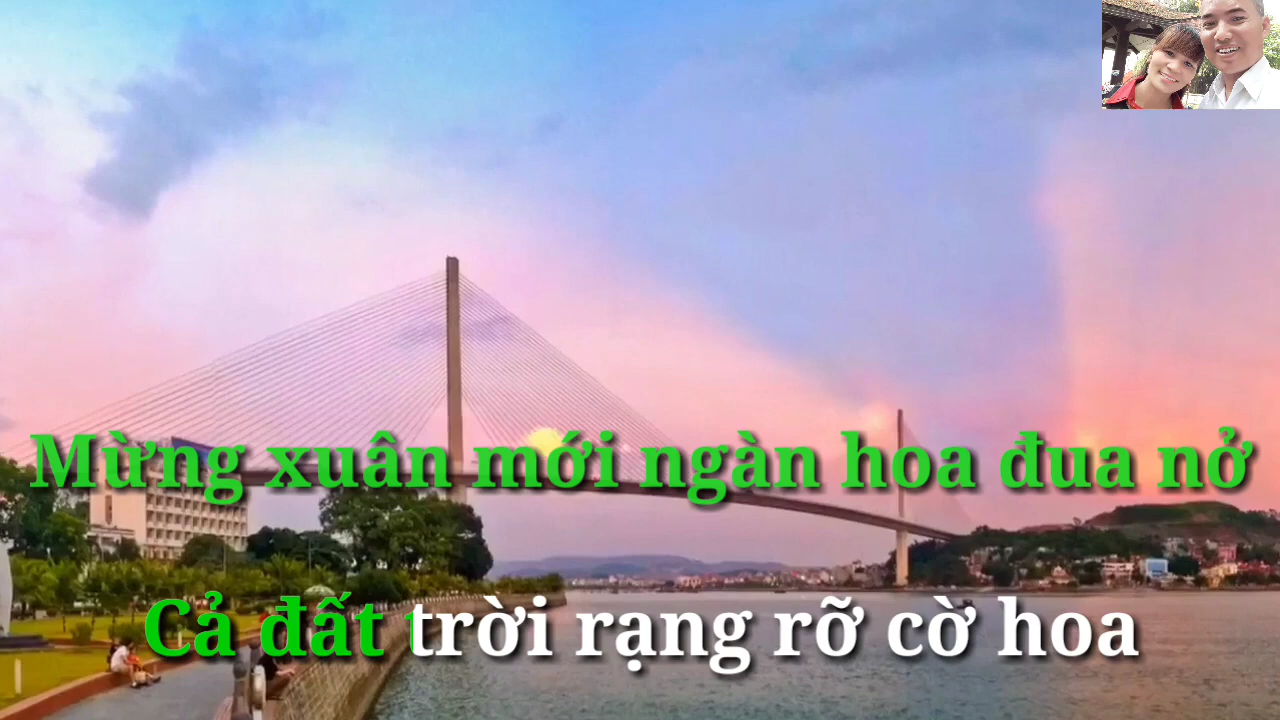 Mừng xuân mới ngàn hoa đua nở
Cả đất trời rạng rỡ cờ hoa